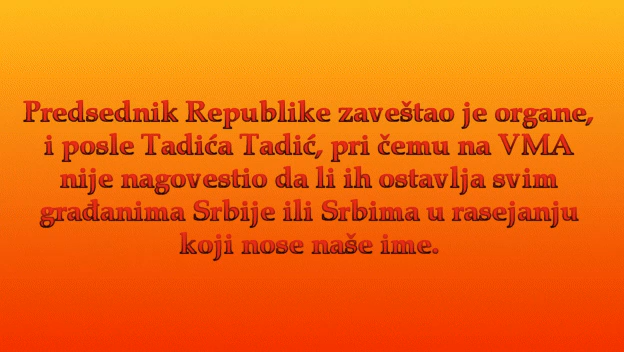 Predsednik Republike zaveštao je organe,
i posle Tadića Tadić, pri čemu na VMA
nije nagovestio da li ih ostavlja svim
građanima Srbije ili Srbima u rasejanju
koji nose naše ime.